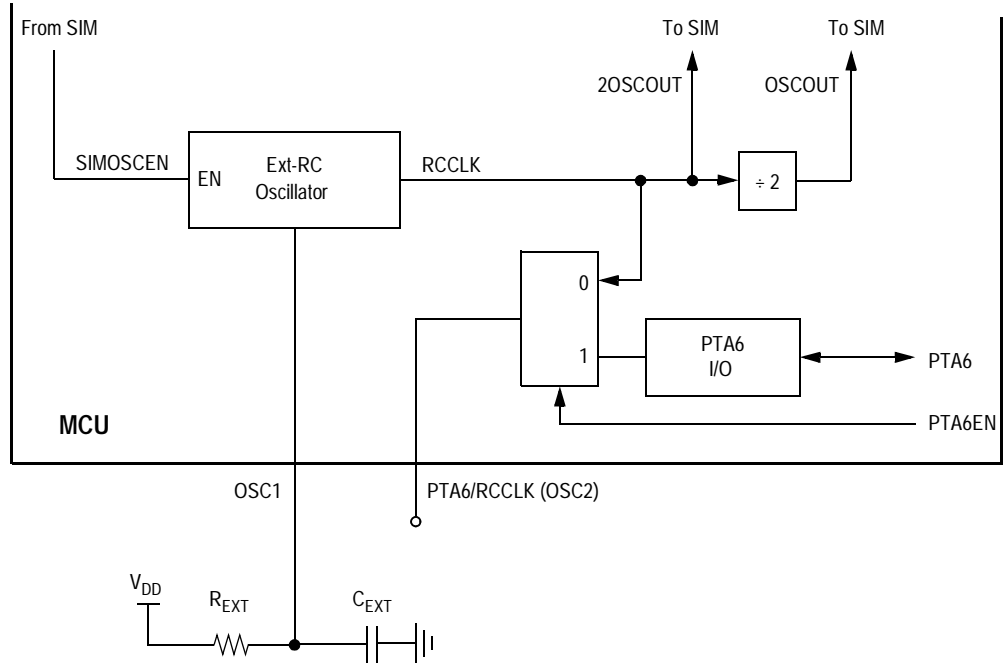 From SIM
To SIM
To SIM
2OSCOUT
OSCOUT
SIMOSCEN
EN
Ext-RC
Oscillator
RCCLK
÷ 2
0
1
PTA6
I/O
PTA6
PTA6EN
MCU
OSC1
PTA6/RCCLK (OSC2)
VDD
REXT
CEXT